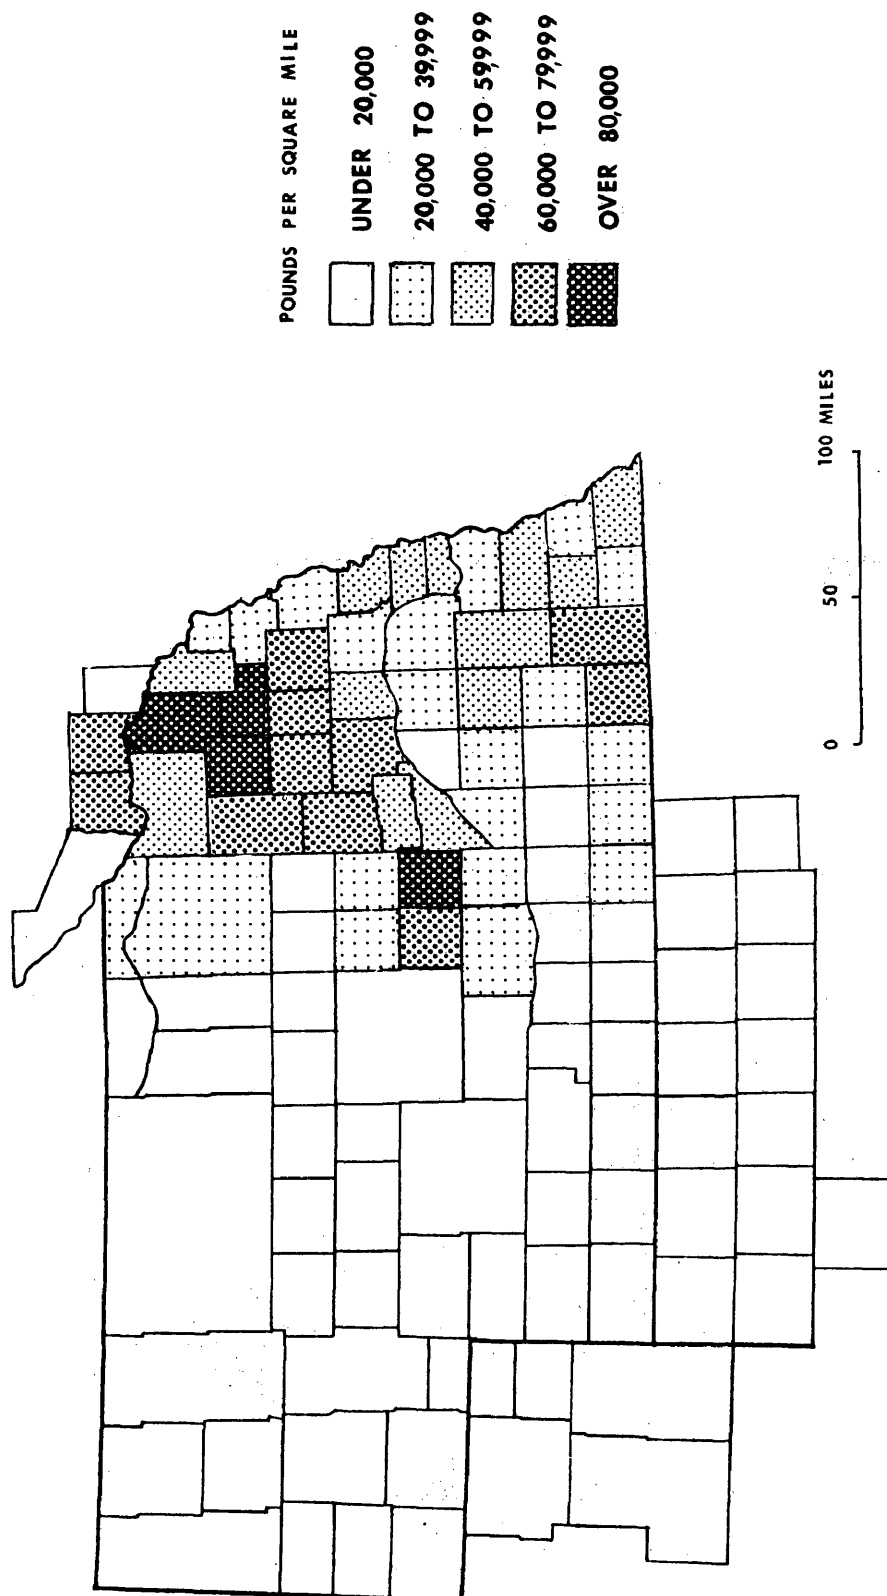 POUNDS PER SQUARE MILE
UNDER 20,000
20,000 TO 39,999
40,000 TO 59,999
60,000 TO 79,999
OVER 80,000
0 50 100 MILES